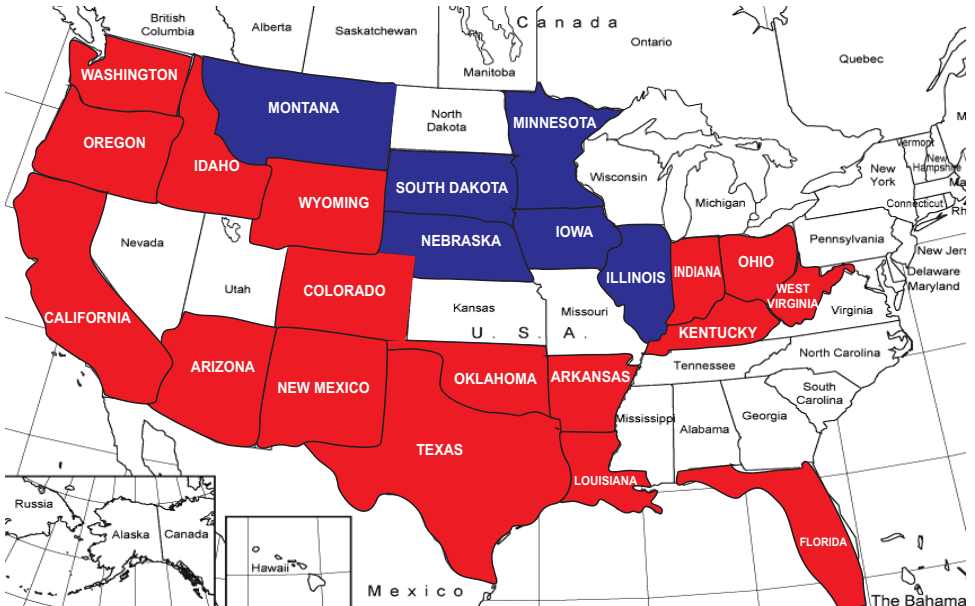 Canada
British
Columbia
Alberta
Saskatchewan
Manitoba
Ontario
Quebec
WASHINGTON
MONTANA
North
Dakota
MINNESOTA
OREGON
IDAHO
WYOMING
SOUTH DAKOTA
Wisconsin
Michigan
Vermont
New
Hampshire
New
York
Ma
Connecticut
Rh
NEBRASKA
IOWA
Nevada
Utah
COLORADO
Kansas
Missouri
ILLINOIS
INDIANA
OHIO
WEST
VIRGINIA
Pennsylvania
New Jers
Delaware
Maryland
Virginia
CALIFORNIA
U. S. A.
KENTUCKY
ARIZONA
NEW MEXICO
OKLAHOMA
ARKANSAS
Tennessee
North Carolina
South
Carolina
Mississippi
Alabama
Georgia
TEXAS
LOUISIANA
FLORIDA
Russia
Alaska
Canada
Hawaii
Mexico
The Bahama